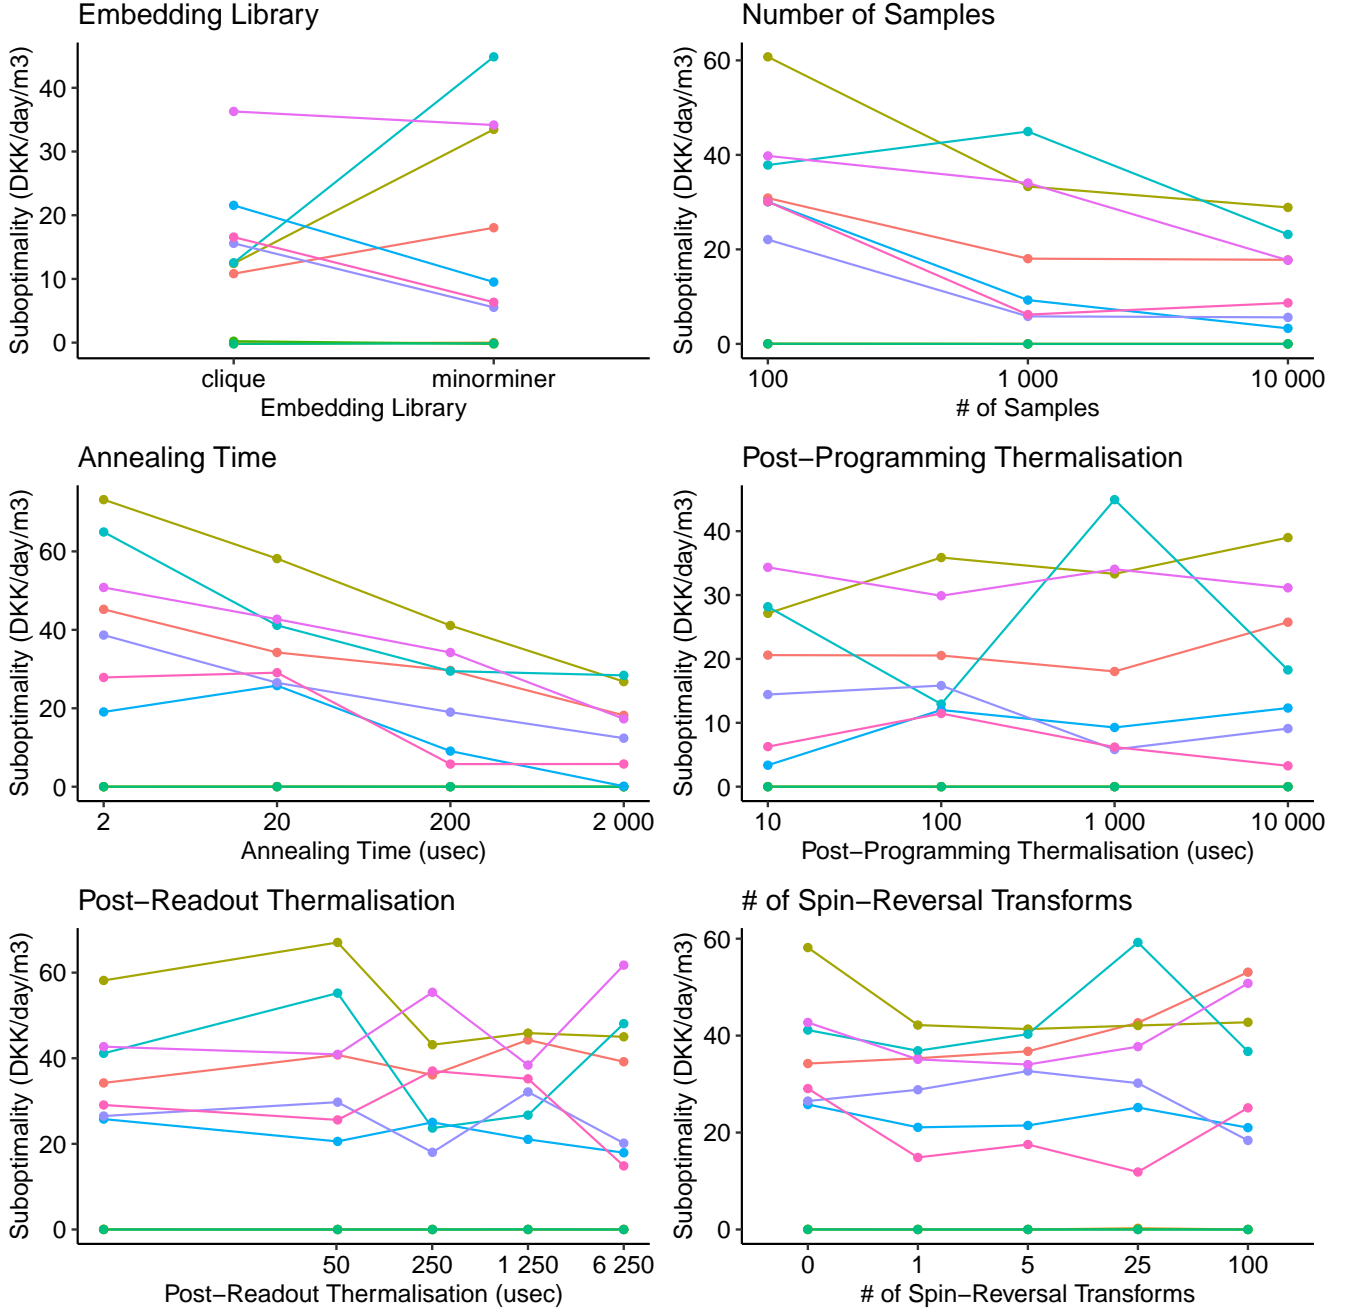 Embedding Library
Suboptimality (DKK/day/m3)
40
30
20
10
0
clique minorminer
Embedding Library
Number of Samples
Suboptimality (DKK/day/m3)
60
40
20
0
100 1 000 10 000
# of Samples
Annealing Time
Suboptimality (DKK/day/m3)
60
40
20
0
2 20 200 2 000
Annealing Time (usec)
Post−Programming Thermalisation
Suboptimality (DKK/day/m3)
40
30
20
10
0
10 100 1 000 10 000
Post−Programming Thermalisation (usec)
Post−Readout Thermalisation
Suboptimality (DKK/day/m3)
60
40
20
0
50 250 1 250 6 250
Post−Readout Thermalisation (usec)
# of Spin−Reversal Transforms
Suboptimality (DKK/day/m3)
60
40
20
0
0 1 5 25 100
# of Spin−Reversal Transforms